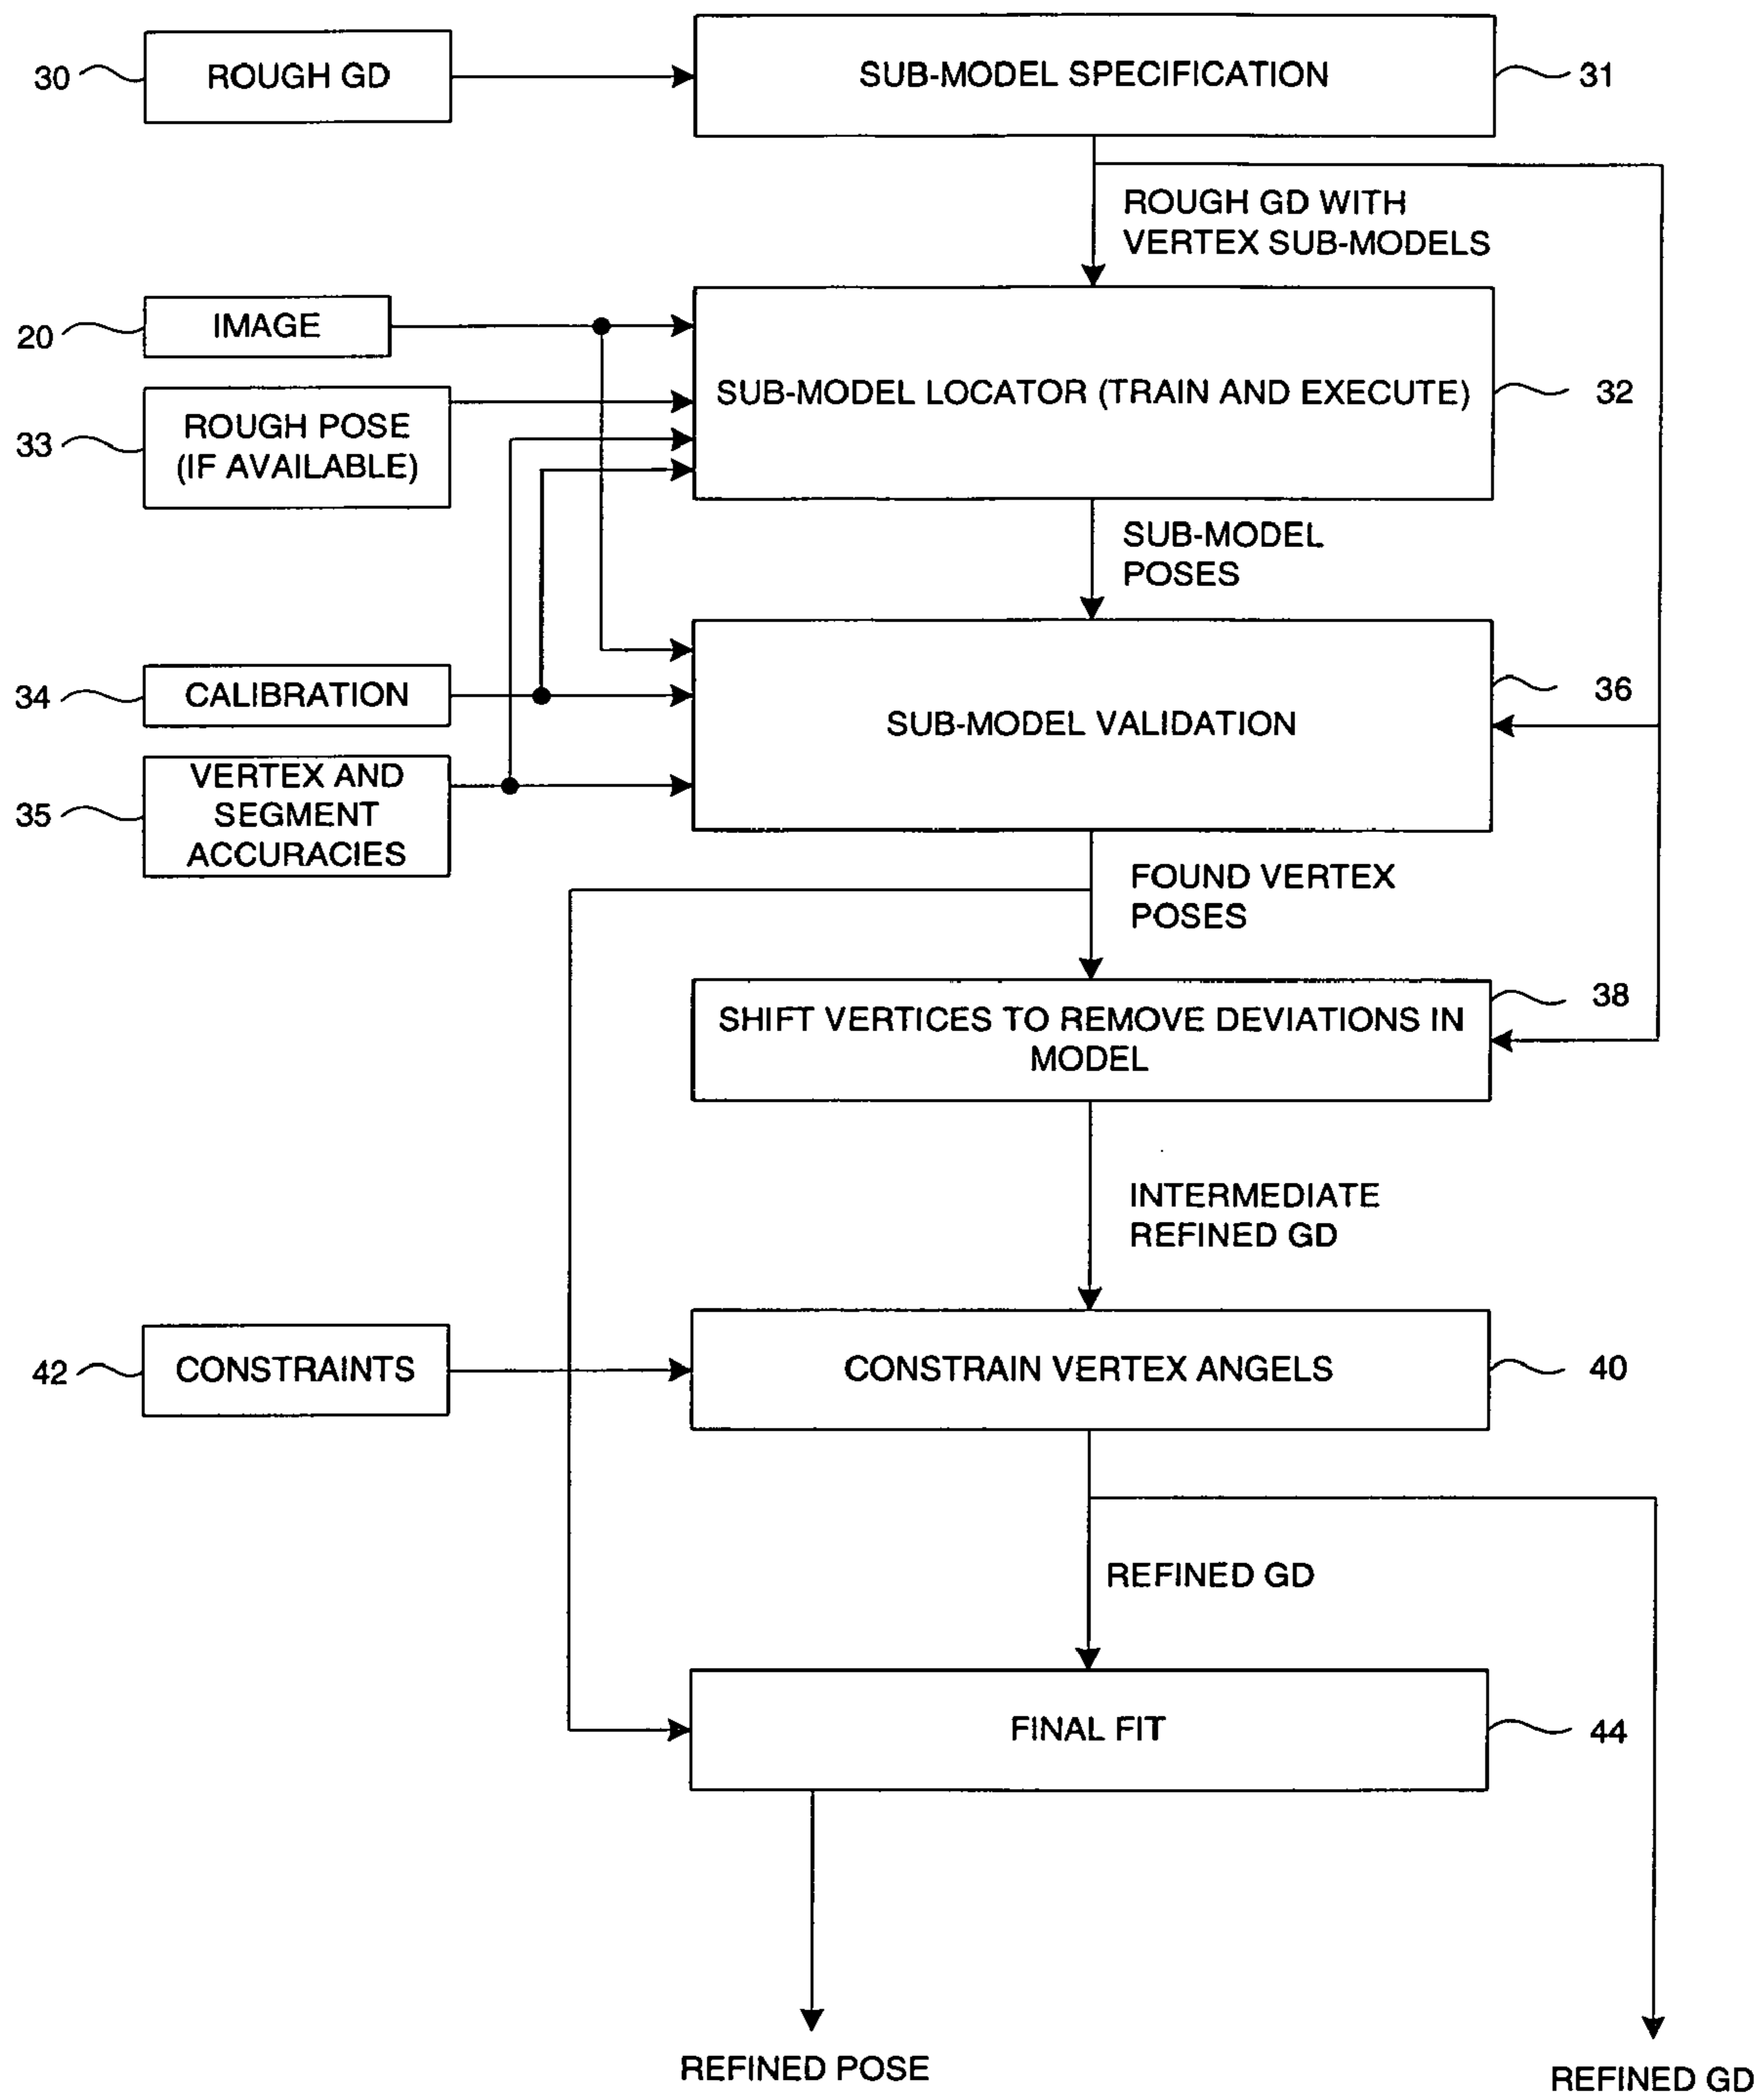 30
ROUGH GD
SUB-MODEL SPECIFICATION
31
ROUGH GD WITH
VERTEX SUB-MODELS
20
IMAGE
33
ROUGH POSE
(IF AVAILABLE)
SUB-MODEL LOCATOR (TRAIN AND EXECUTE)
32
SUB-MODEL
POSES
34
CALIBRATION
35
VERTEX AND
SEGMENT
ACCURACIES
SUB-MODEL VALIDATION
36
FOUND VERTEX
POSES
SHIFT VERTICES TO REMOVE DEVIATIONS IN
MODEL
38
INTERMEDIATE
REFINED GD
42
CONSTRAINTS
CONSTRAIN VERTEX ANGELS
40
REFINED GD
FINAL FIT
44
REFINED POSE
REFINED GD